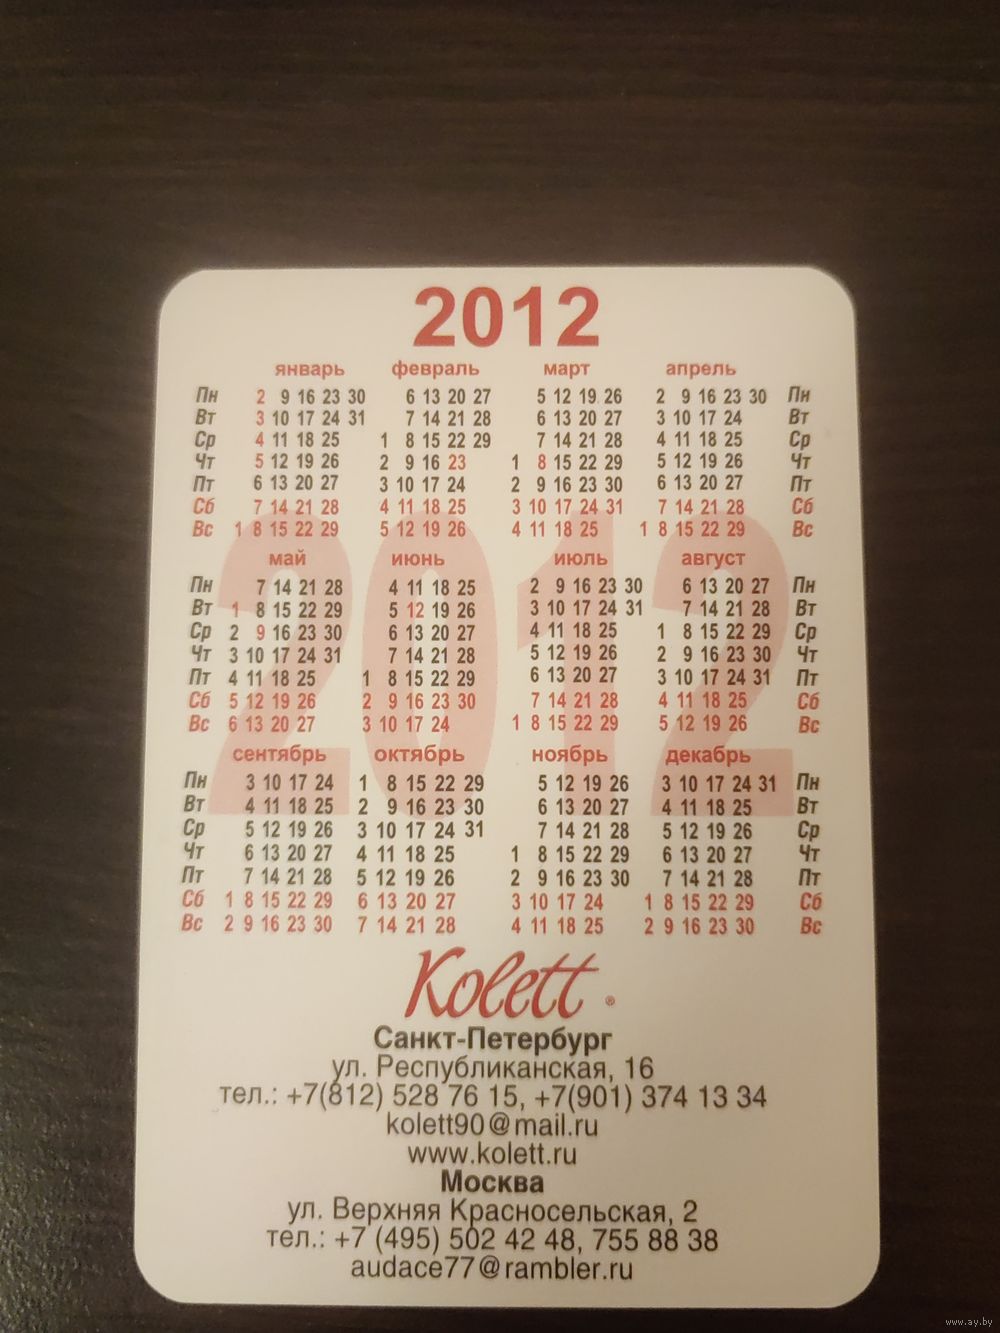 2012
январь февраль март апрель
Пн 2 9 16 23 30 6 13 20 27 5 12 19 26 2 9 16 23 30 Пн
Вт 3 10 17 24 31 7 14 21 28 6 13 20 27 3 10 17 24 Вт
Ср 4 11 18 25 1 8 15 22 29 7 14 21 28 4 11 18 25 Ср
Чт 5 12 19 26 2 9 16 23 1 8 15 22 29 5 12 19 26 Чт
Пт 6 13 20 27 3 10 17 24 2 9 16 23 30 6 13 20 27 Пт
Сб 7 14 21 28 4 11 18 25 3 10 17 24 31 7 14 21 28 Сб
Вс 1 8 15 22 29 5 12 19 26 4 11 18 25 1 8 15 22 29 Вс
2012
май июнь июль август
Пн 7 14 21 28 4 11 18 25 2 9 16 23 30 6 13 20 27 Пн
Вт 1 8 15 22 29 5 12 19 26 3 10 17 24 31 7 14 21 28 Вт
Ср 2 9 16 23 30 6 13 20 27 4 11 18 25 1 8 15 22 29 Ср
Чт 3 10 17 24 31 7 14 21 28 5 12 19 26 2 9 16 23 30 Чт
Пт 4 11 18 25 1 8 15 22 29 6 13 20 27 3 10 17 24 31 Пт
Сб 5 12 19 26 2 9 16 23 30 7 14 21 28 4 11 18 25 Сб
Вс 6 13 20 27 3 10 17 24 1 8 15 22 29 5 12 19 26 Вс
сентябрь октябрь ноябрь декабрь
Пн 3 10 17 24 1 8 15 22 29 5 12 19 26 3 10 17 24 31 Пн
Вт 4 11 18 25 2 9 16 23 30 6 13 20 27 4 11 18 25 Вт
Ср 5 12 19 26 3 10 17 24 31 7 14 21 28 5 12 19 26 Ср
Чт 6 13 20 27 4 11 18 25 1 8 15 22 29 6 13 20 27 Чт
Пт 7 14 21 28 5 12 19 26 2 9 16 23 30 7 14 21 28 Пт
Сб 1 8 15 22 29 6 13 20 27 3 10 17 24 1 8 15 22 29 Сб
Вс 2 9 16 23 30 7 14 21 28 4 11 18 25 2 9 16 23 30 Вс
Kolett ®
Санкт-Петербург
ул. Республиканская, 16
тел.: +7(812) 528 76 15, +7(901) 374 13 34
kolett90@mail.ru
www.kolett.ru
Москва
ул. Верхняя Красносельская, 2
тел.: +7 (495) 502 42 48, 755 88 38
audace77@rambler.ru
www.ay.by